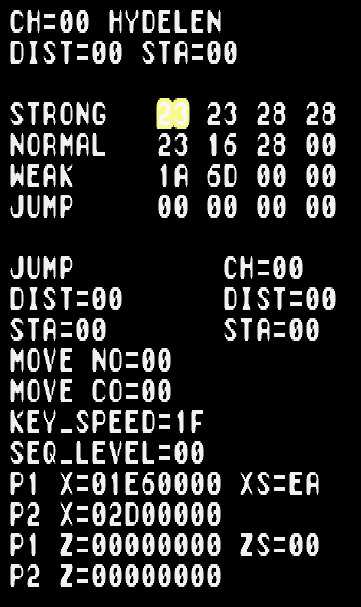 CH=00 HYDELEN
DIST=00 STA=00
STRONG 23 23 28 28
NORMAL 23 16 28 00
WEAK 1A 6D 00 00
JUMP 00 00 00 00
JUMP CH=00
DIST=00 DIST=00
STA=00 STA=00
MOVE NO=00
MOVE CO=00
KEY_SPEED=1F
SEQ_LEVEL=00
P1 X=01E60000 XS=EA
P2 X=02D00000
P1 Z=00000000 ZS=00
P2 Z=00000000